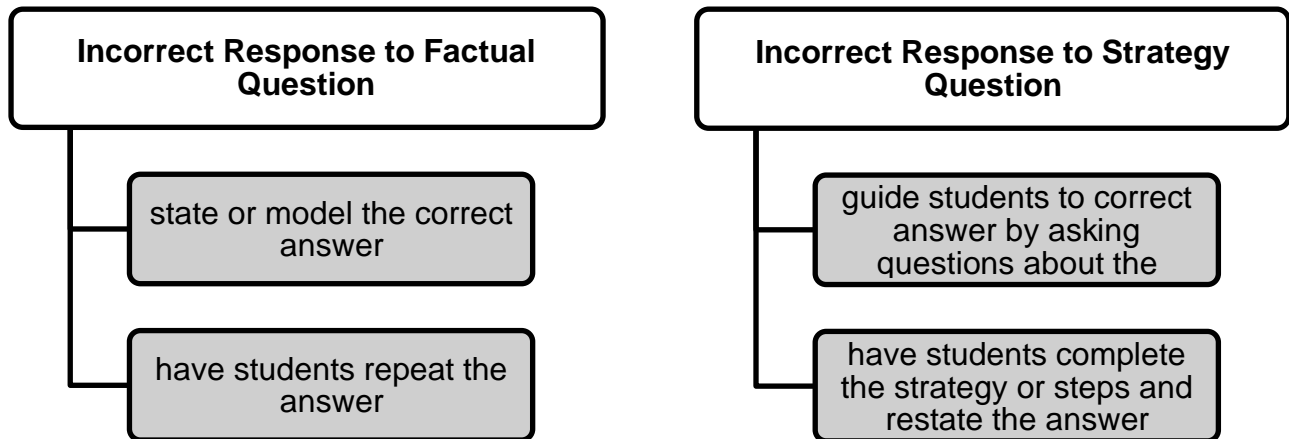 Incorrect Response to Factual
Question
state or model the correct
answer
have students repeat the
answer
Incorrect Response to Strategy
Question
guide students to correct
answer by asking
questions about the
have students complete
the strategy or steps and
restate the answer